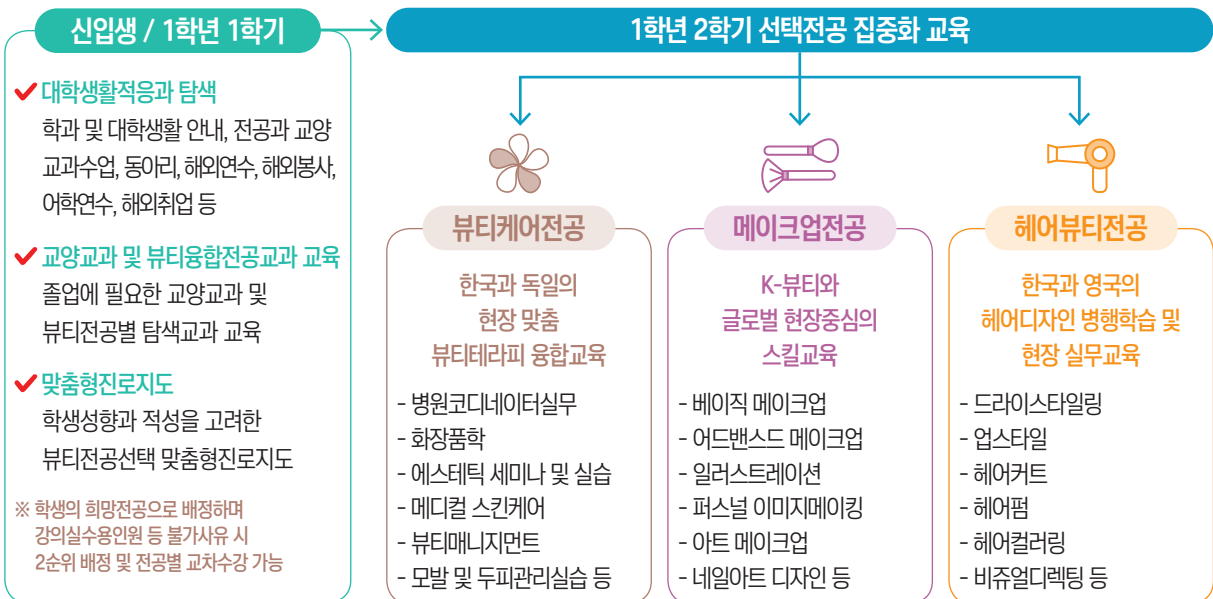 신입생 / 1학년 1학기
대학생활적응과 탐색
학과 및 대학생활 안내, 전공과 교양
교과수업, 동아리, 해외연수, 해외봉사,
어학연수, 해외취업 등
교양교과 및 뷰티융합전공교과 교육
졸업에 필요한 교양교과 및
뷰티전공별 탐색교과 교육
맞춤형진로지도
학생성향과 적성을 고려한
뷰티전공선택 맞춤형진로지도
※ 학생의 희망전공으로 배정하며
강의실수용인원 등 불가사유 시
2순위 배정 및 전공별 교차수강 가능
1학년 2학기 선택전공 집중화 교육
뷰티케어전공
한국과 독일의
현장 맞춤
뷰티테라피 융합교육
- 병원코디네이터실무
- 화장품학
- 에스테틱 세미나 및 실습
- 메디컬 스킨케어
- 뷰티매니지먼트
- 모발 및 두피관리실습 등
메이크업전공
K-뷰티와
글로벌 현장중심의
스킬교육
- 베이직 메이크업
- 어드밴스드 메이크업
- 일러스트레이션
- 퍼스널 이미지메이킹
- 아트 메이크업
- 네일아트 디자인 등
헤어뷰티전공
한국과 영국의
헤어디자인 병행학습 및
현장 실무교육
- 드라이스타일링
- 업스타일
- 헤어커트
- 헤어펌
- 헤어컬러링
- 비쥬얼디렉팅 등